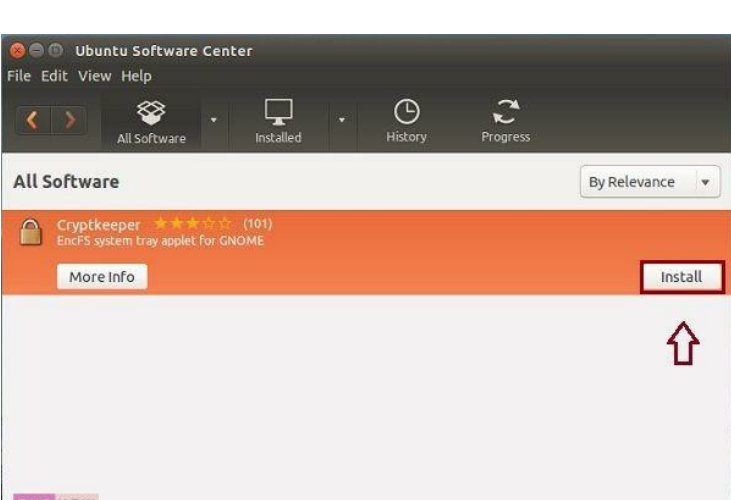 Ubuntu Software Center
File Edit View Help
All Software
Installed
History
Progress
All Software
By Relevance
Cryptkeeper (101)
EncFS system tray applet for GNOME
More Info
Install